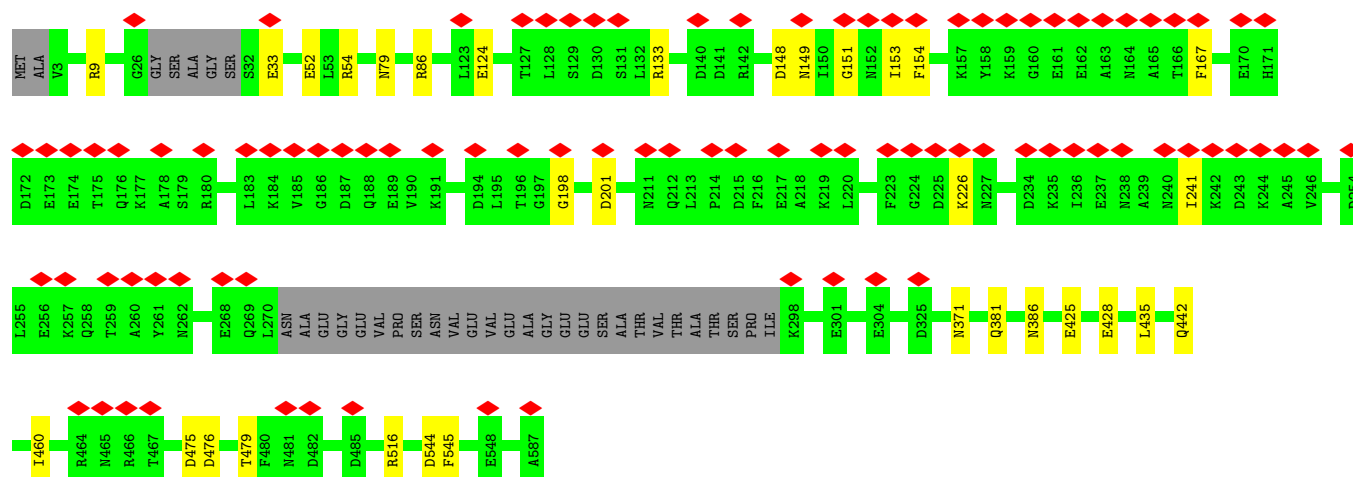 MET ALA V3 R9 G26 GLY SER ALA GLY SER S32 E33 E52 L53 R54 N79 R86 L123 E124 T127 L128 S129 D130 S131 L132 R133 D140 D141 R142 D148 N149 I150 G151 N152 I153 F154 K157 Y158 K159 G160 E161 E162 A163 N164 A165 T166 F167 E170 H171
D172 E173 E174 T175 Q176 K177 A178 S179 R180 L183 K184 V185 G186 D187 Q188 E189 V190 K191 D194 L195 T196 G197 G198 D201 N211 Q212 L213 P214 D215 F216 E217 A218 K219 L220 F223 G224 D225 K226 N227 D234 K235 I236 E237 N238 A239 N240 I241 K242 D243 K244 A245 V246
L255 E256 K257 Q258 T259 A260 Y261 N262 E268 Q269 L270 ASN ALA GLU GLY GLU VAL PRO SER ASN VAL GLU VAL GLU ALA GLY GLU GLU SER ALA THR VAL THR ALA THR SER PRO ILE K298 E301 E304 D325 N371 Q381 N386 E425 E428 L435 Q442
I460 R464 N465 R466 T467 D475 D476 T479 F480 N481 D482 D485 R516 D544 F545 E548 A587